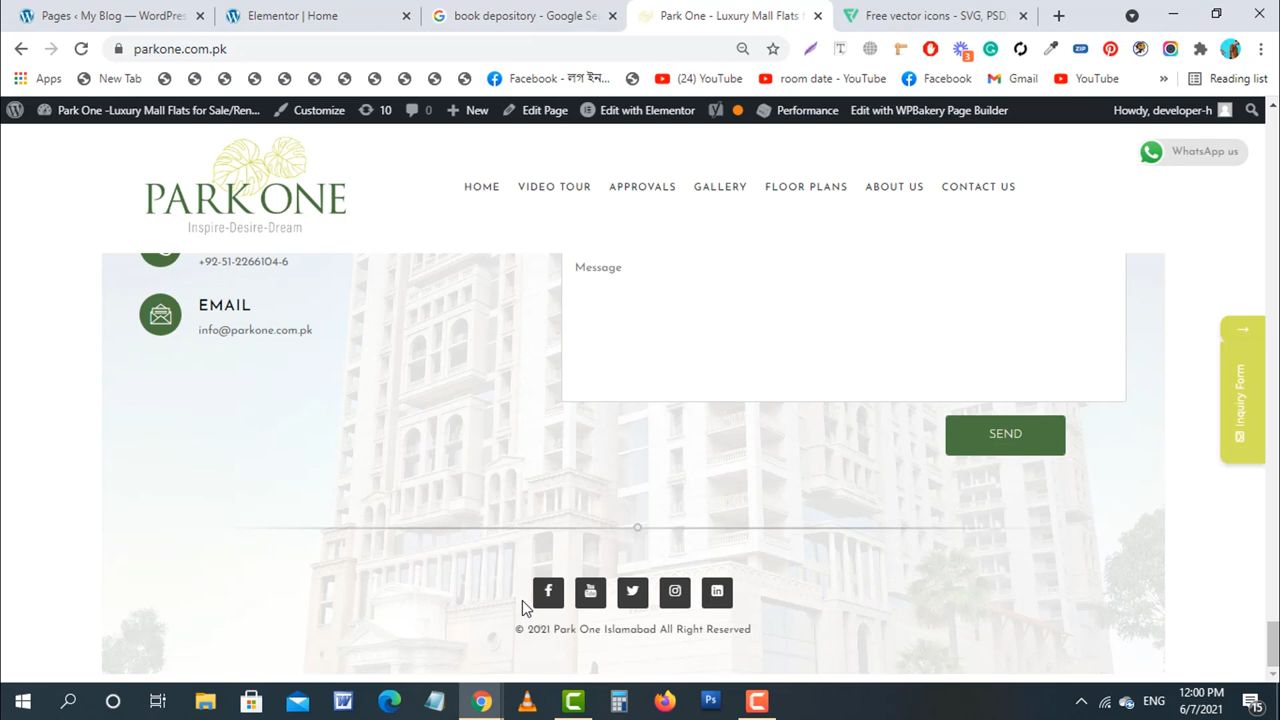 Pages ‹ My Blog — WordPres
Elementor | Home
book depository - Google Se
Park One - Luxury Mall Flats f
Free vector icons - SVG, PSD,
parkone.com.pk
3
Apps
New Tab
Facebook - লগ ইন...
(24) YouTube
room date - YouTube
Facebook
Gmail
YouTube
»
Reading list
Park One -Luxury Mall Flats for Sale/Ren...
Customize
10
0
New
Edit Page
Edit with Elementor
Performance
Edit with WPBakery Page Builder
Howdy, developer-h
PARK ONE
Inspire-Desire-Dream
HOME
VIDEO TOUR
APPROVALS
GALLERY
FLOOR PLANS
ABOUT US
CONTACT US
WhatsApp us
+92-51-2266104-6
Message
EMAIL
info@parkone.com.pk
Inquiry Form
SEND
© 2021 Park One Islamabad All Right Reserved
ENG
12:00 PM
6/7/2021
15